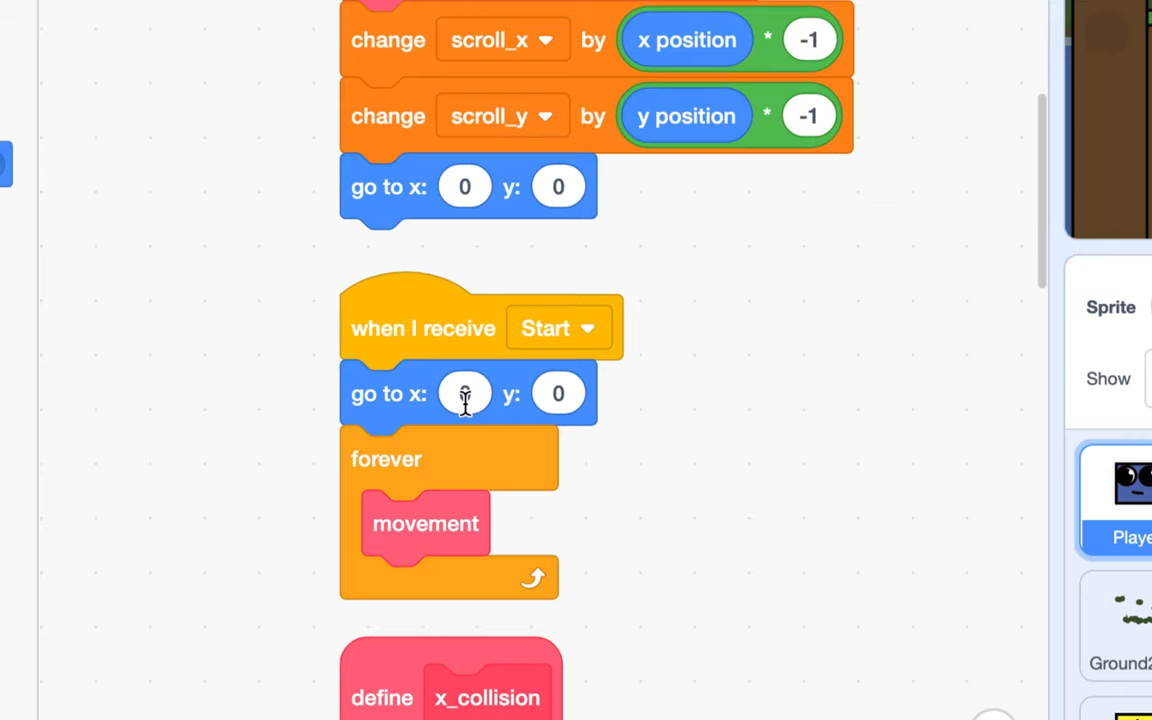 change scroll_x by x position * -1
change scroll_y by y position * -1
go to x: 0 y: 0
when I receive Start
go to x: 0 y: 0
forever
movement
define x_collision
Sprite
Show
Playe
Ground2